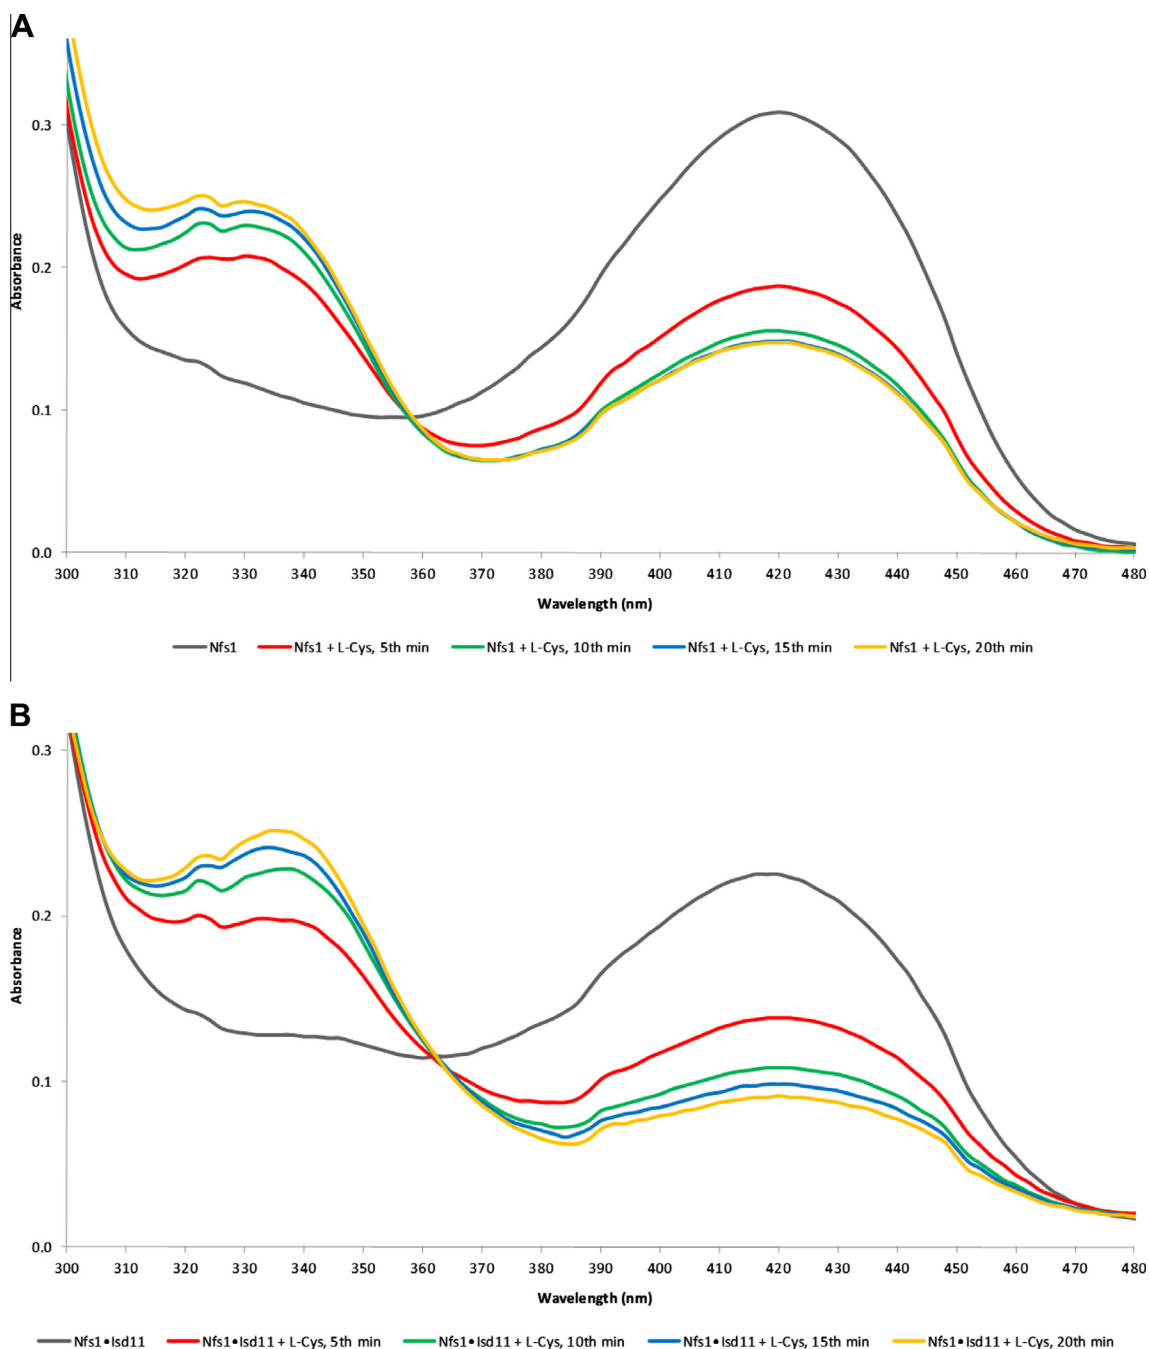 A
0.3
0.2
0.1
0.0
Absorbance
300 310 320 330 340 350 360 370 380 390 400 410 420 430 440 450 460 470 480
Wavelength (nm)
Nfs1 Nfs1 + L-Cys, 5th min Nfs1 + L-Cys, 10th min Nfs1 + L-Cys, 15th min Nfs1 + L-Cys, 20th min
B
0.3
0.2
0.1
0.0
Absorbance
300 310 320 330 340 350 360 370 380 390 400 410 420 430 440 450 460 470 480
Wavelength (nm)
Nfs1•Isd11 Nfs1•Isd11 + L-Cys, 5th min Nfs1•Isd11 + L-Cys, 10th min Nfs1•Isd11 + L-Cys, 15th min Nfs1•Isd11 + L-Cys, 20th min